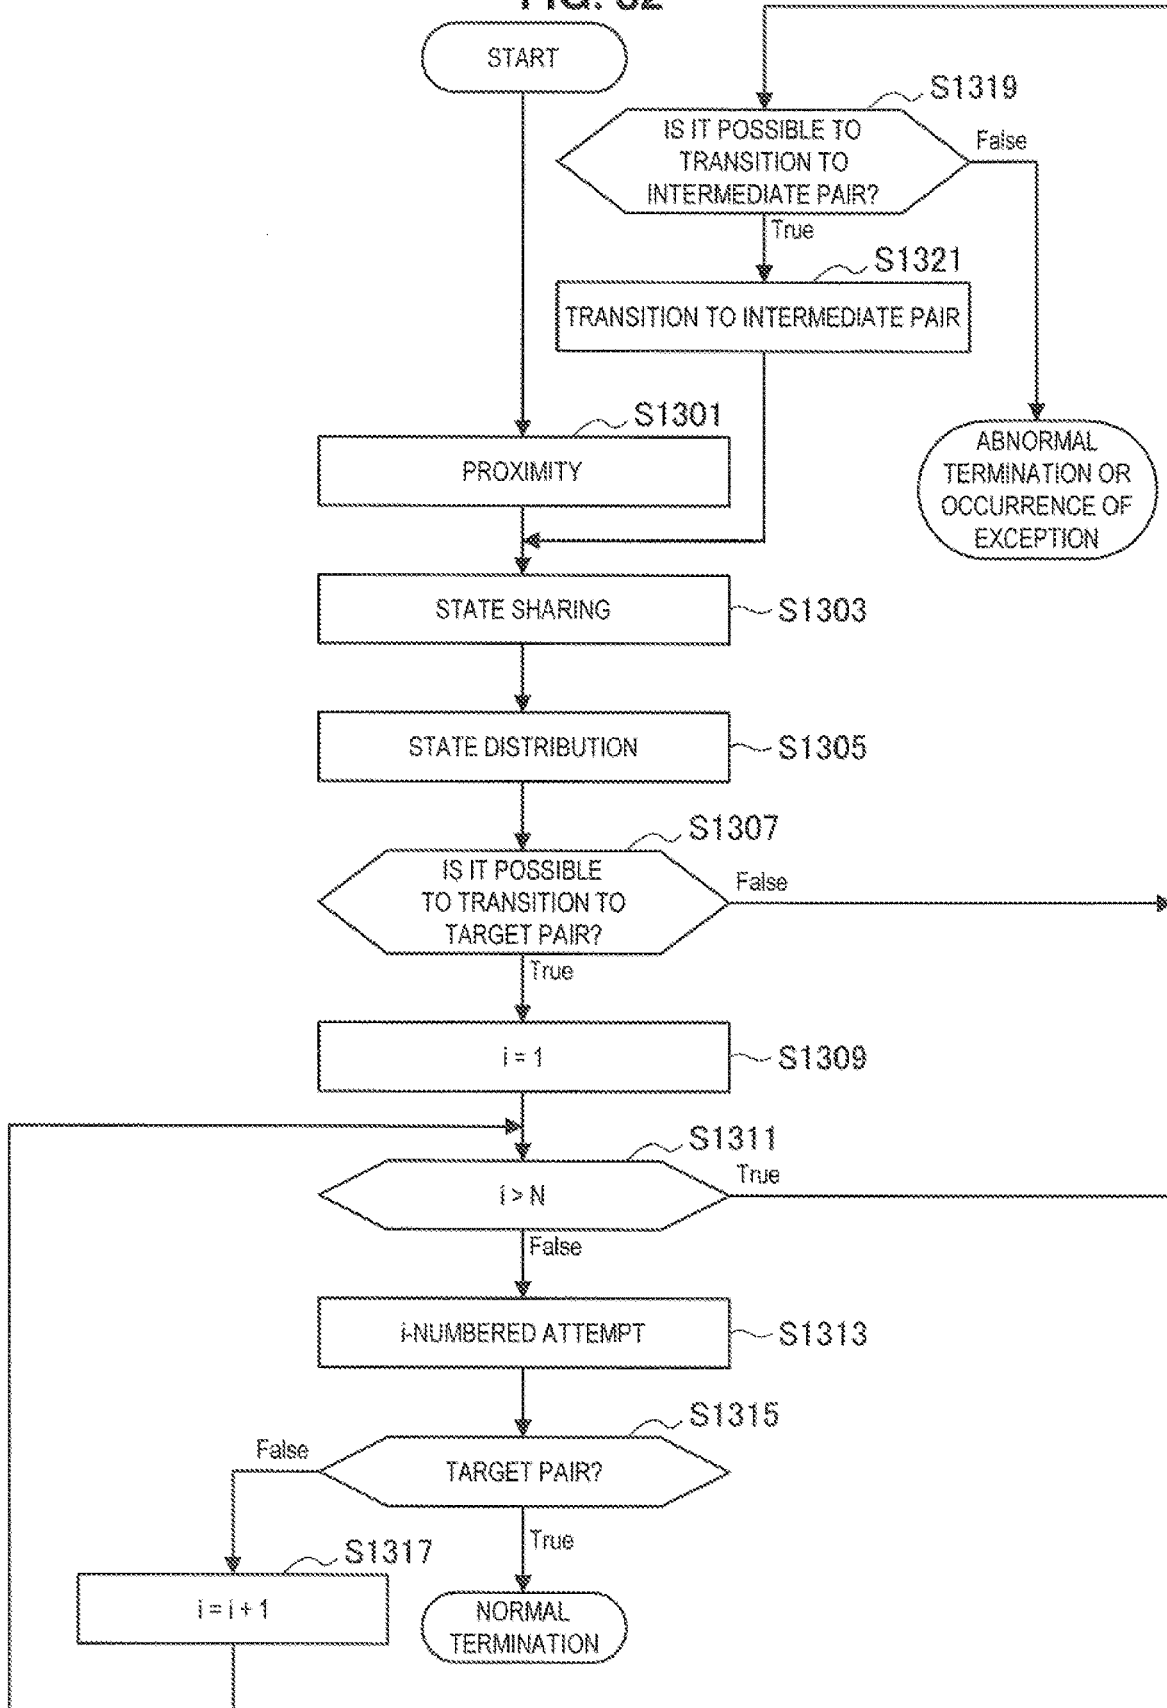 FIG. 32
START
S1319
IS IT POSSIBLE TO
TRANSITION TO
INTERMEDIATE PAIR?
False
True
S1321
TRANSITION TO INTERMEDIATE PAIR
S1301
PROXIMITY
ABNORMAL
TERMINATION OR
OCCURRENCE OF
EXCEPTION
STATE SHARING
S1303
STATE DISTRIBUTION
S1305
S1307
IS IT POSSIBLE
TO TRANSITION TO
TARGET PAIR?
False
True
i = 1
S1309
S1311
i > N
True
False
i-NUMBERED ATTEMPT
S1313
S1315
TARGET PAIR?
False
True
S1317
i = i + 1
NORMAL
TERMINATION